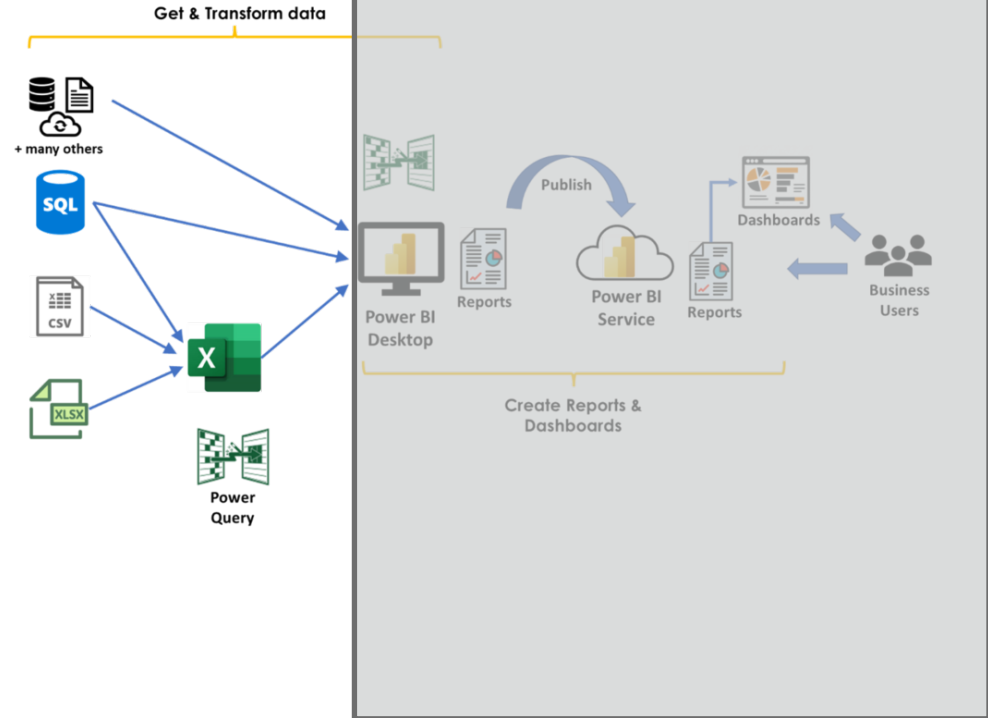 Get & Transform data
+ many others
SQL
CSV
XLSX
X
Power
Query
Power BI
Desktop
Reports
Publish
Power BI
Service
Reports
Dashboards
Business
Users
Create Reports &
Dashboards